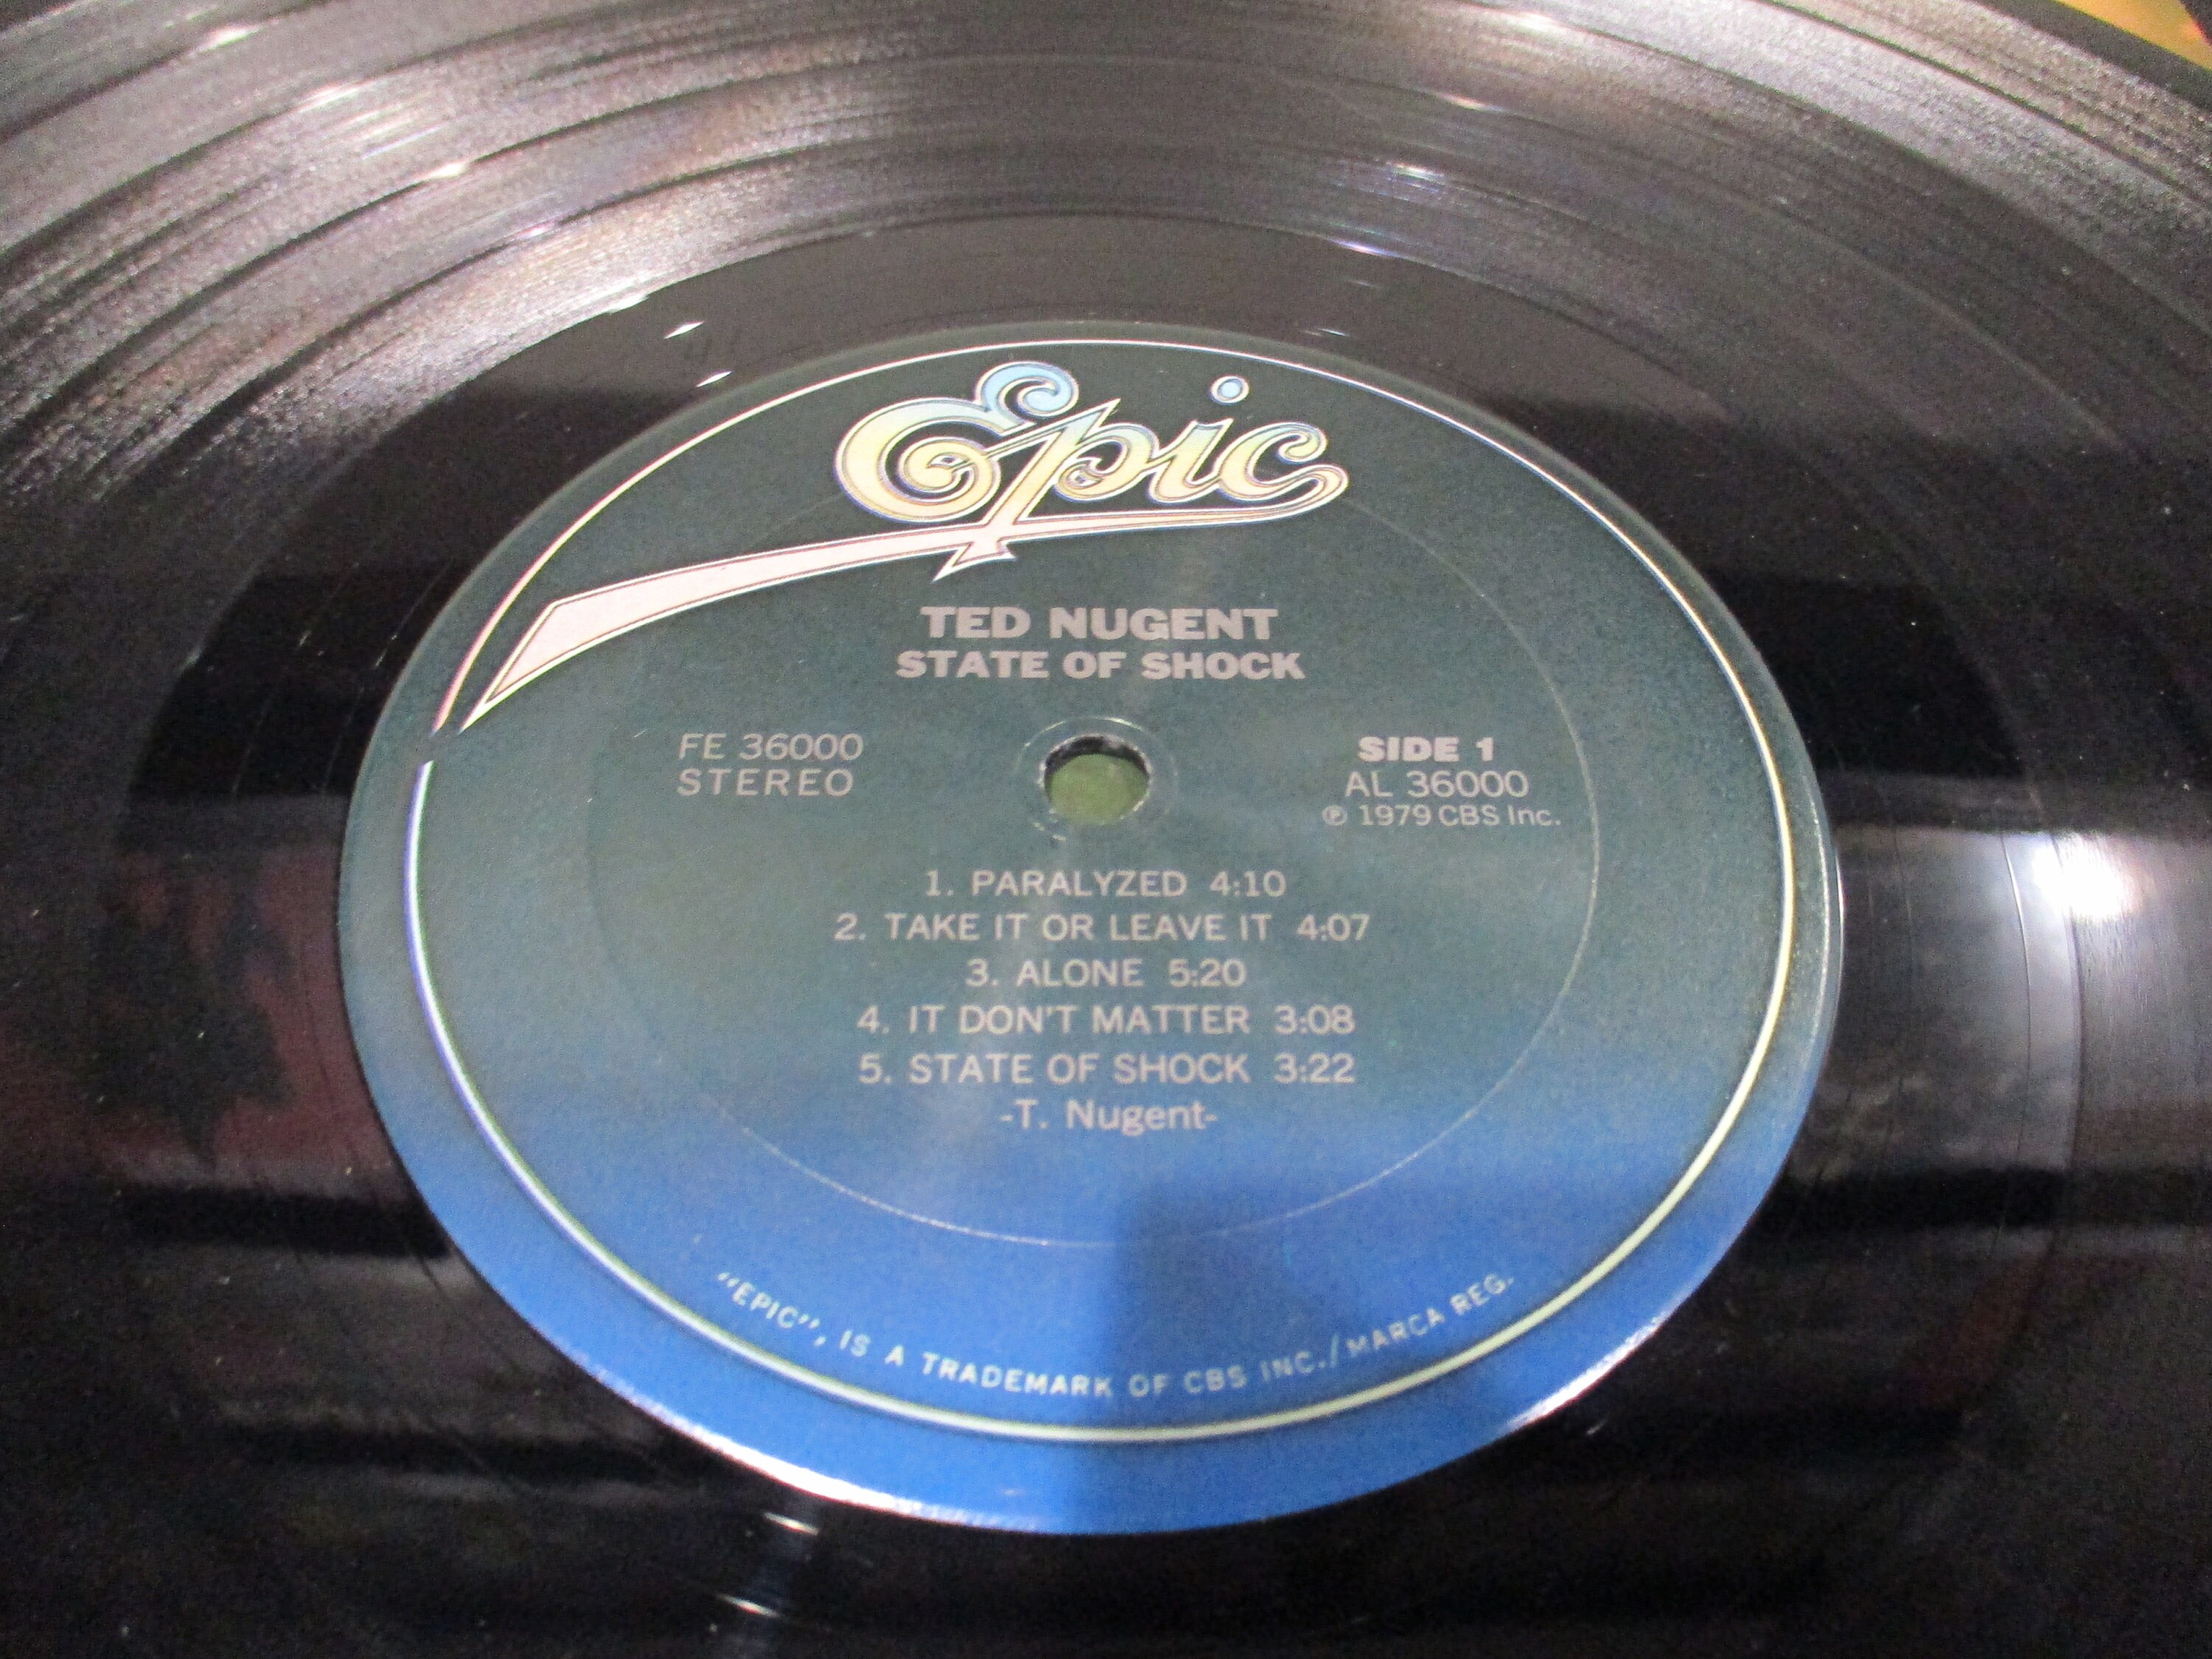 Epic
TED NUGENT
STATE OF SHOCK
FE 36000
STEREO
SIDE 1
AL 36000
℗ 1979 CBS Inc.
1. PARALYZED 4:10
2. TAKE IT OR LEAVE IT 4:07
3. ALONE 5:20
4. IT DON'T MATTER 3:08
5. STATE OF SHOCK 3:22
-T. Nugent-
"EPIC", IS A TRADEMARK OF CBS INC./MARCA REG.